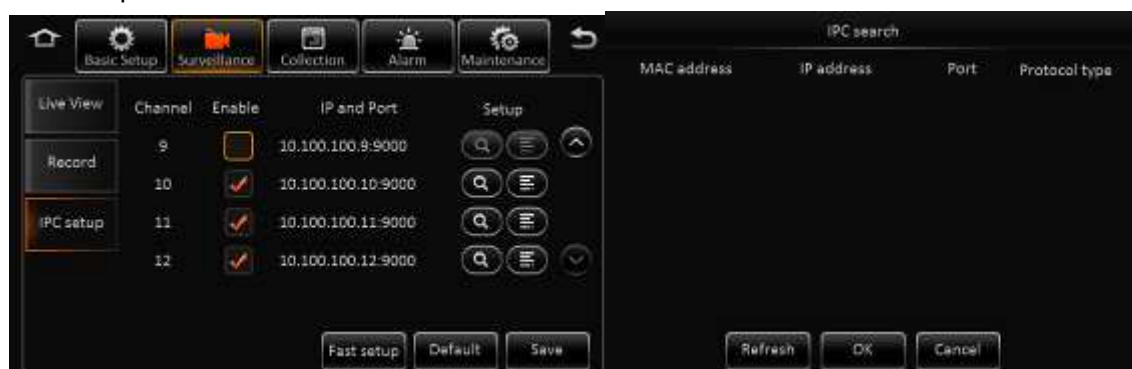 Basic Setup Surveillance Collection Alarm Maintenance
Live View
Record
IPC setup
Channel Enable IP and Port Setup
9 10.100.100.9:9000
10 10.100.100.10:9000
11 10.100.100.11:9000
12 10.100.100.12:9000
Fast setup Default Save
IPC search
MAC address IP address Port Protocol type
Refresh OK Cancel